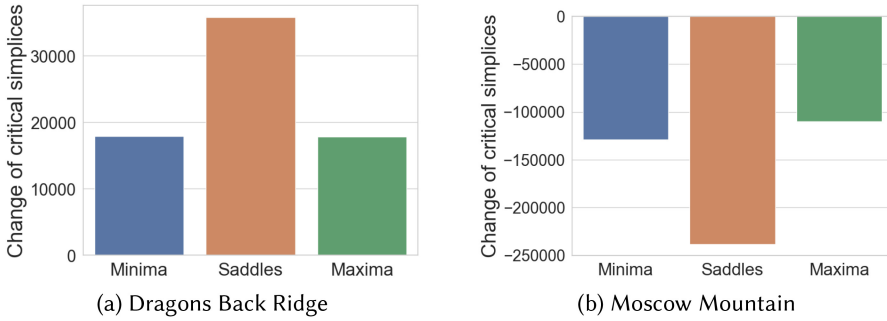 Change of critical simplices
30000
20000
10000
0
Minima Saddles Maxima
(a) Dragons Back Ridge
Change of critical simplices
0
−50000
−100000
−150000
−200000
−250000
Minima Saddles Maxima
(b) Moscow Mountain